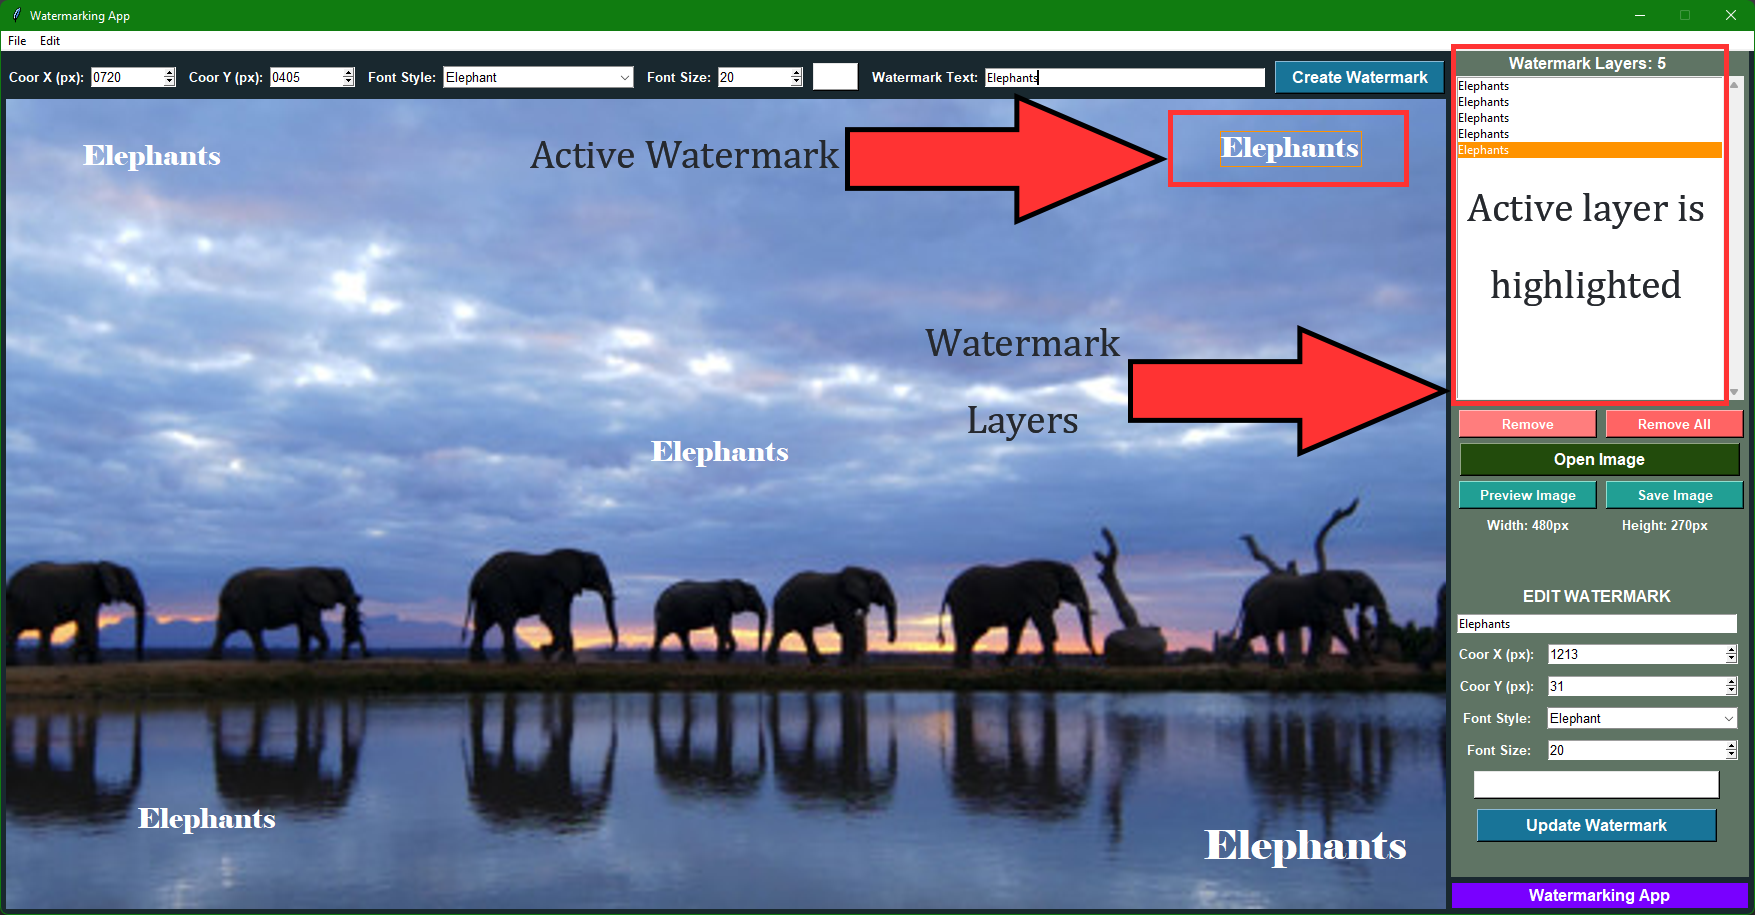 Watermarking App
File Edit
Coor X (px): 0720 Coor Y (px): 0405 Font Style: Elephant Font Size: 20 Watermark Text: Elephants Create Watermark
Watermark Layers: 5
Elephants
Elephants
Elephants
Elephants
Elephants
Elephants
Active Watermark
Elephants
Active layer is
highlighted
Watermark
Layers
Elephants
Elephants
Elephants
Remove Remove All
Open Image
Preview Image Save Image
Width: 480px Height: 270px
EDIT WATERMARK
Elephants
Coor X (px): 1213
Coor Y (px): 31
Font Style: Elephant
Font Size: 20
Update Watermark
Watermarking App